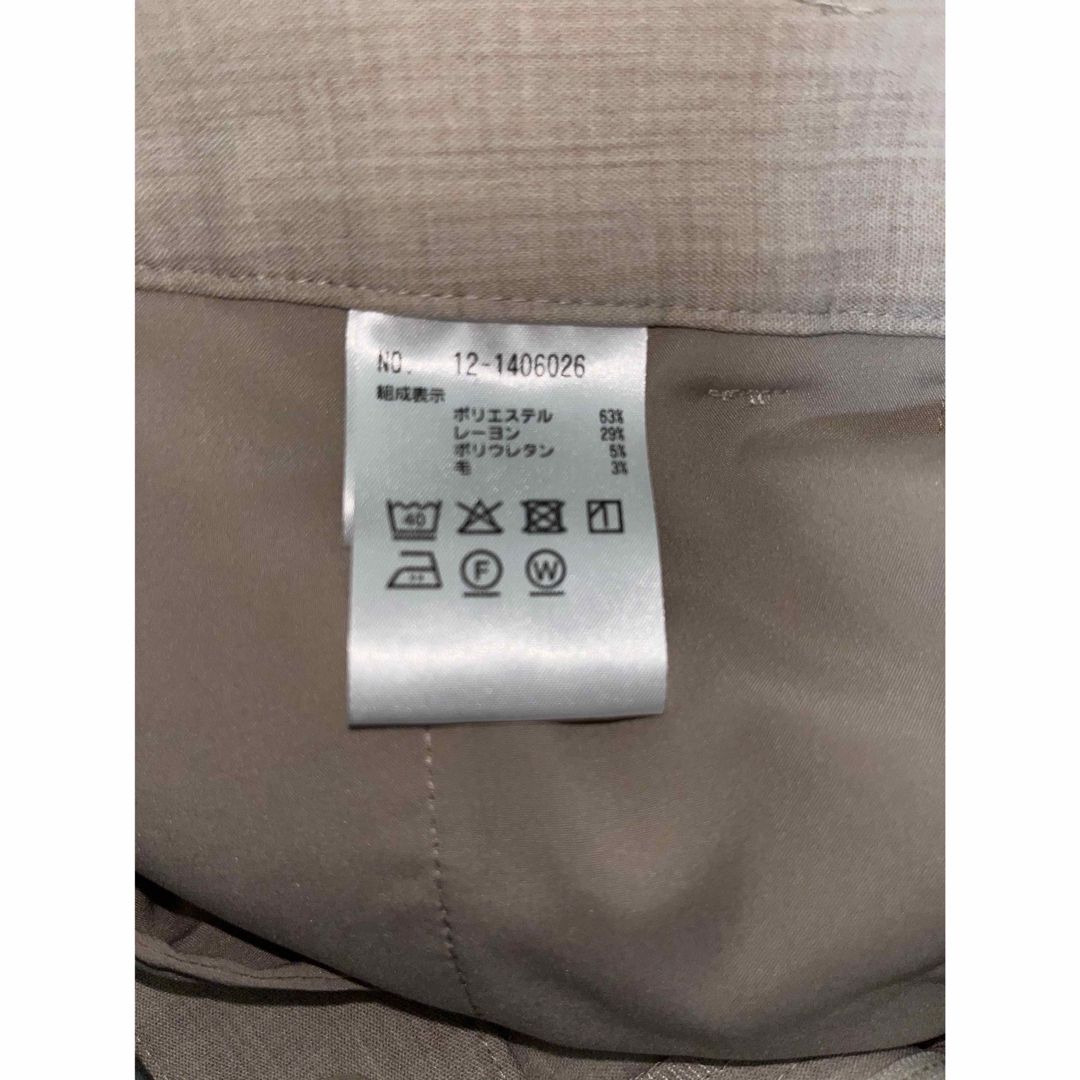 NO. 12-1406026
組成表示
ポリエステル 63%
レーヨン 29%
ポリウレタン 5%
毛 3%
40
F W